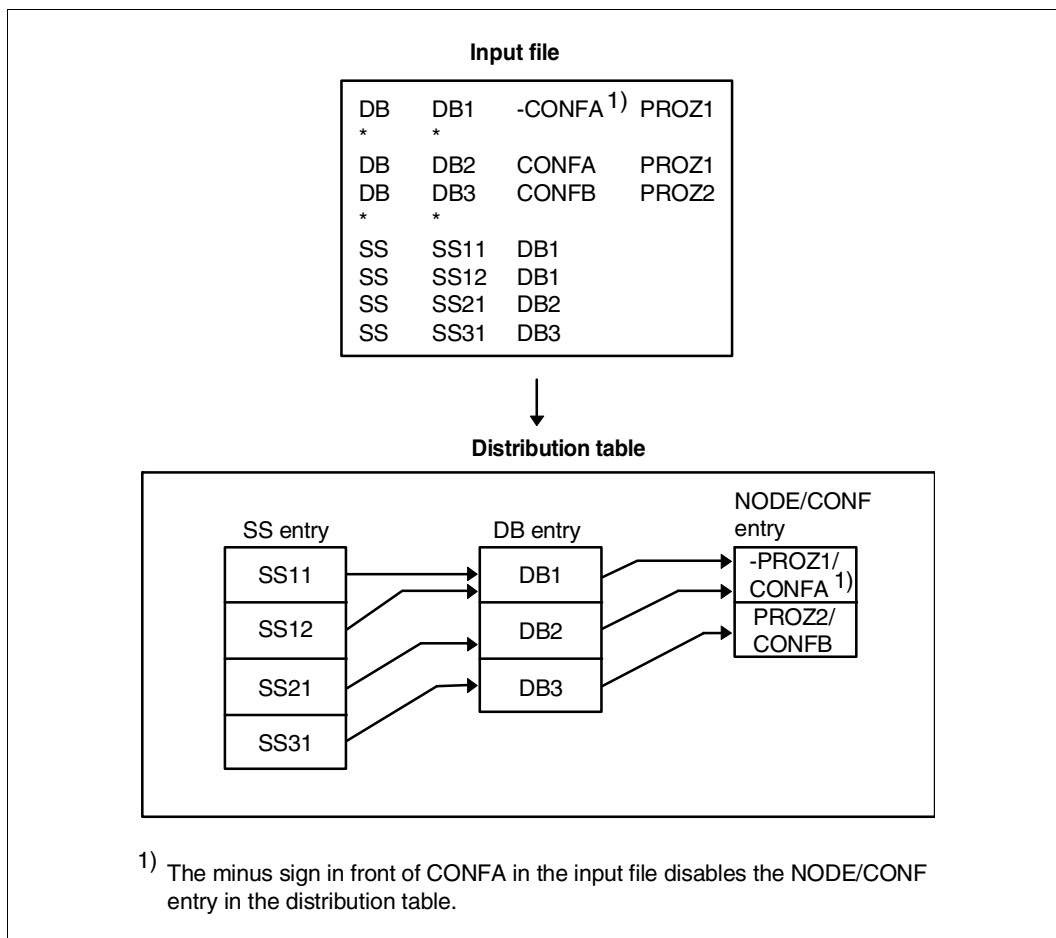 Input file
DB DB1 -CONFA 1) PROZ1
* *
DB DB2 CONFA PROZ1
DB DB3 CONFB PROZ2
* *
SS SS11 DB1
SS SS12 DB1
SS SS21 DB2
SS SS31 DB3
Distribution table
SS entry
SS11
SS12
SS21
SS31
DB entry
DB1
DB2
DB3
NODE/CONF
entry
-PROZ1/
CONFA 1)
PROZ2/
CONFB
1) The minus sign in front of CONFA in the input file disables the NODE/CONF
entry in the distribution table.